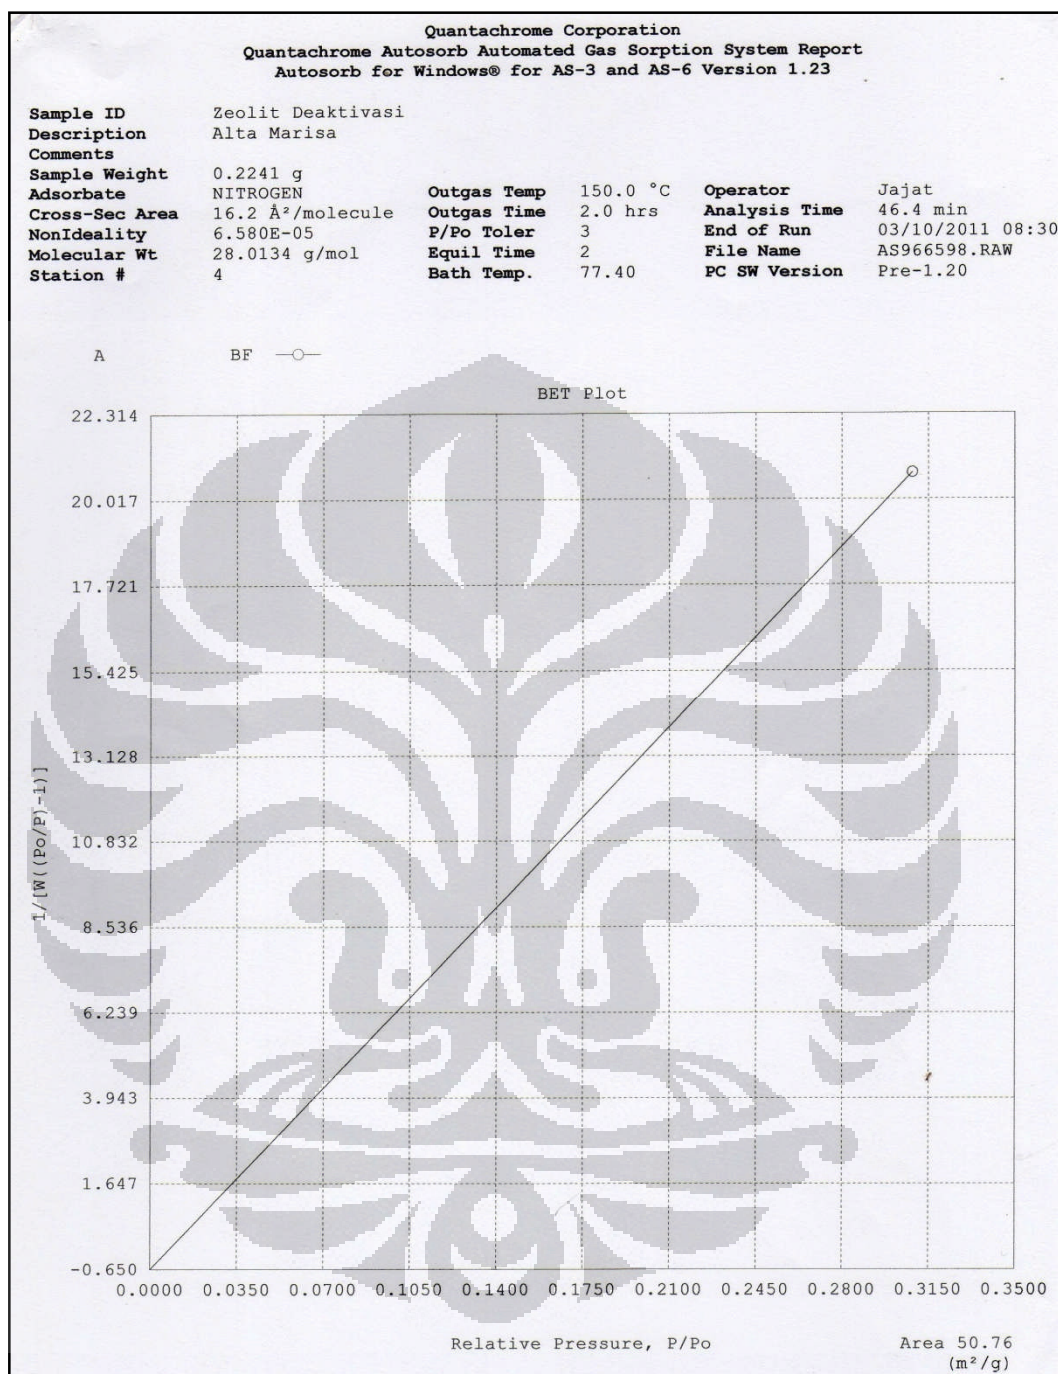 Quantachrome Corporation
Quantachrome Autosorb Automated Gas Sorption System Report
Autosorb for Windows® for AS-3 and AS-6 Version 1.23
Sample ID Zeolit Deaktivasi
Description Alta Marisa
Comments
Sample Weight 0.2241 g
Adsorbate NITROGEN Outgas Temp 150.0 °C Operator Jajat
Cross-Sec Area 16.2 Å²/molecule Outgas Time 2.0 hrs Analysis Time 46.4 min
NonIdeality 6.580E-05 P/Po Toler 3 End of Run 03/10/2011 08:30
Molecular Wt 28.0134 g/mol Equil Time 2 File Name AS966598.RAW
Station # 4 Bath Temp. 77.40 PC SW Version Pre-1.20
A BF
BET Plot
22.314
20.017
17.721
15.425
13.128
10.832
8.536
6.239
3.943
1.647
-0.650
1/[W((Po/P)-1)]
0.0000 0.0350 0.0700 0.1050 0.1400 0.1750 0.2100 0.2450 0.2800 0.3150 0.3500
Relative Pressure, P/Po Area 50.76
(m²/g)